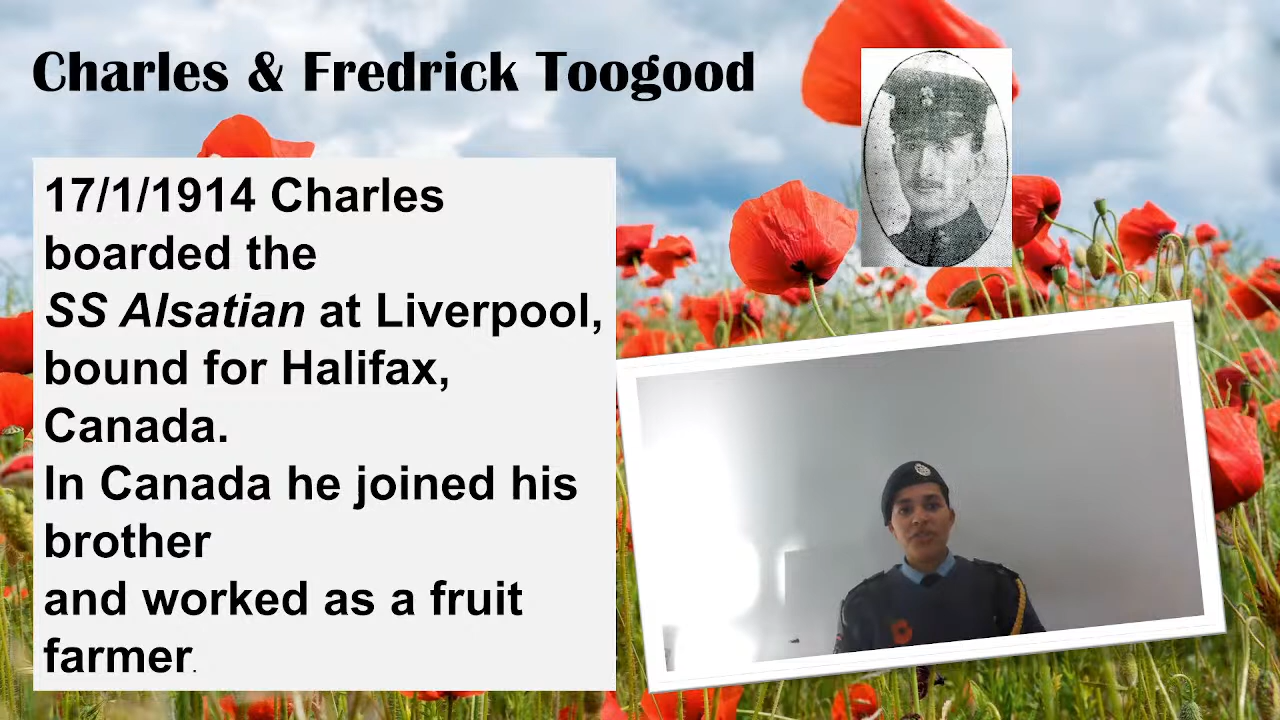 Charles & Fredrick Toogood
17/1/1914 Charles
boarded the
SS Alsatian at Liverpool,
bound for Halifax,
Canada.
In Canada he joined his
brother
and worked as a fruit
farmer.